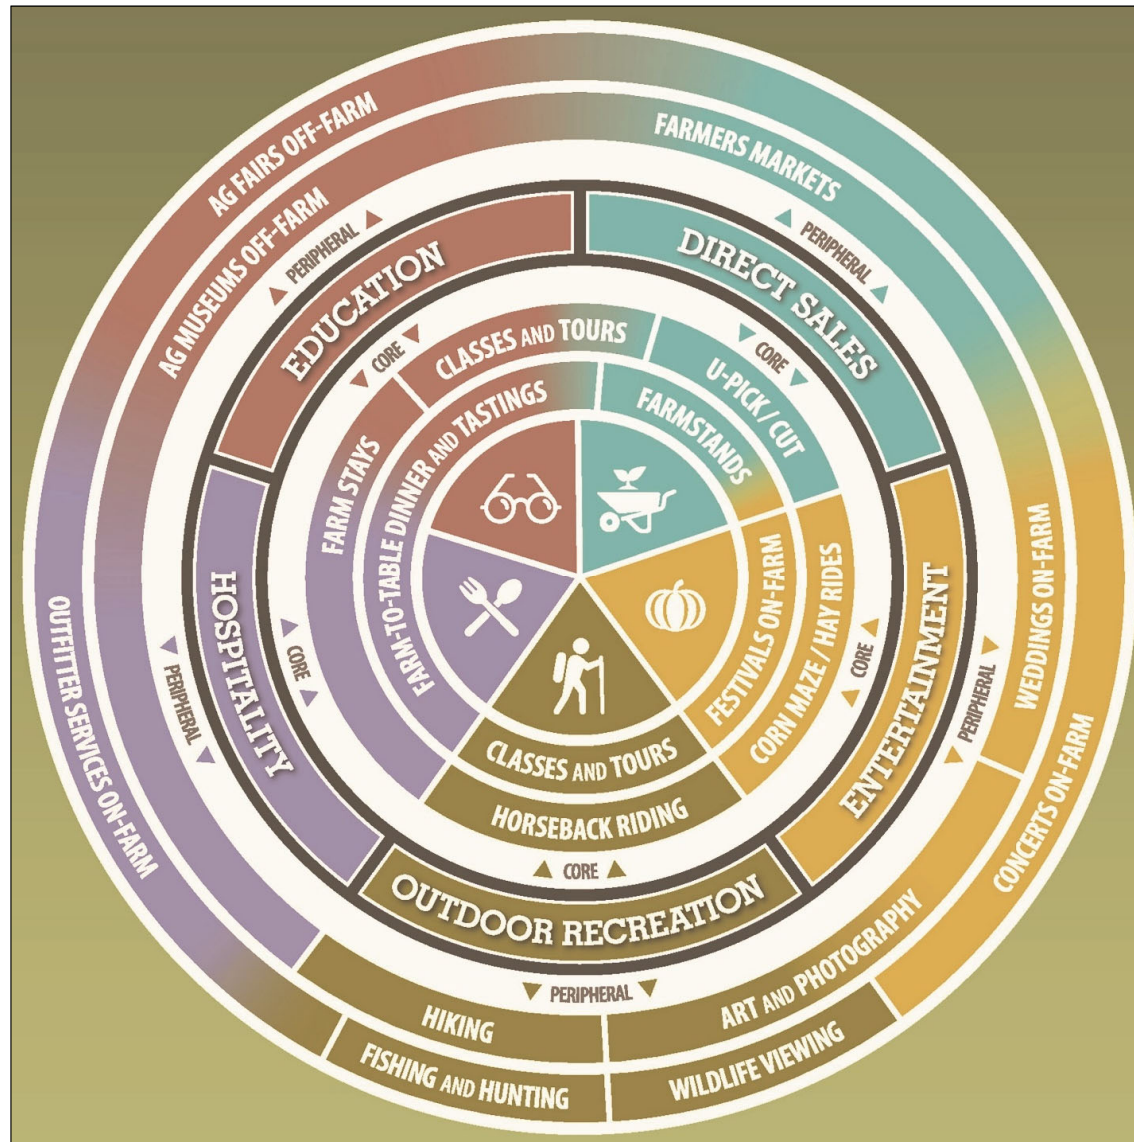 AG FAIRS OFF-FARM
AG MUSEUMS OFF-FARM
FARMERS MARKETS
PERIPHERAL
PERIPHERAL
EDUCATION
DIRECT SALES
CORE
CORE
CLASSES AND TOURS
U-PICK / CUT
FARM STAYS
FARM-TO-TABLE DINNER AND TASTINGS
FARMSTANDS
HOSPITALITY
CORE
PERIPHERAL
OUTFITTER SERVICES ON-FARM
FESTIVALS ON-FARM
CORN MAZE / HAY RIDES
CORE
ENTERTAINMENT
PERIPHERAL
WEDDINGS ON-FARM
CONCERTS ON-FARM
CLASSES AND TOURS
HORSEBACK RIDING
CORE
OUTDOOR RECREATION
PERIPHERAL
HIKING
ART AND PHOTOGRAPHY
FISHING AND HUNTING
WILDLIFE VIEWING